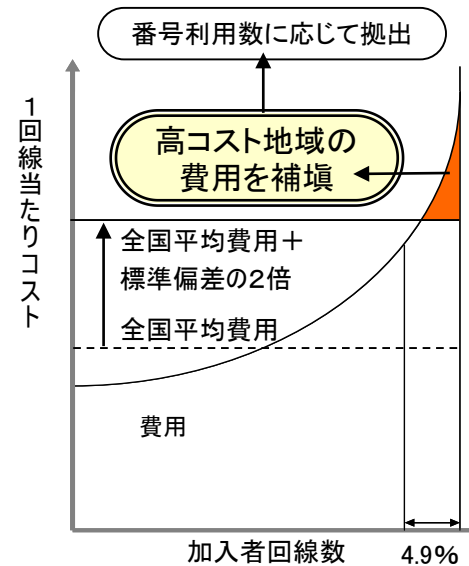 番号利用数に応じて拠出
高コスト地域の
費用を補塡
1回線当たりコスト
全国平均費用＋
標準偏差の2倍
全国平均費用
費用
加入者回線数
4.9%